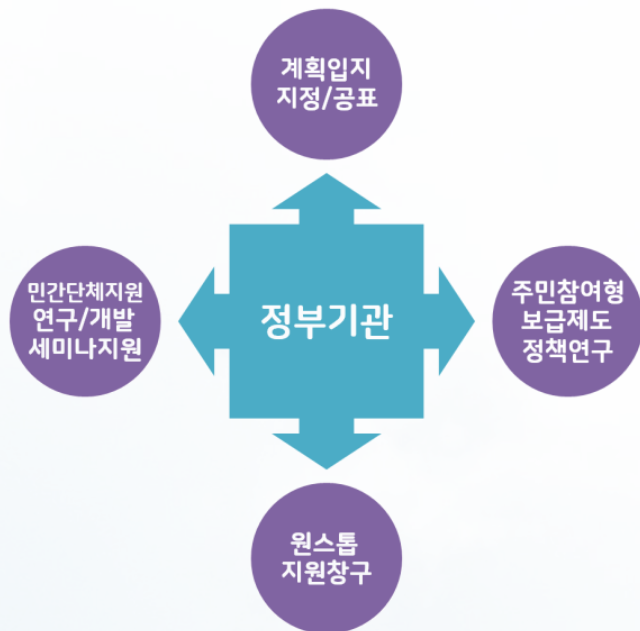 계획입지
지정/공표
민간단체지원
연구/개발
세미나지원
정부기관
주민참여형
보급제도
정책연구
원스톱
지원창구